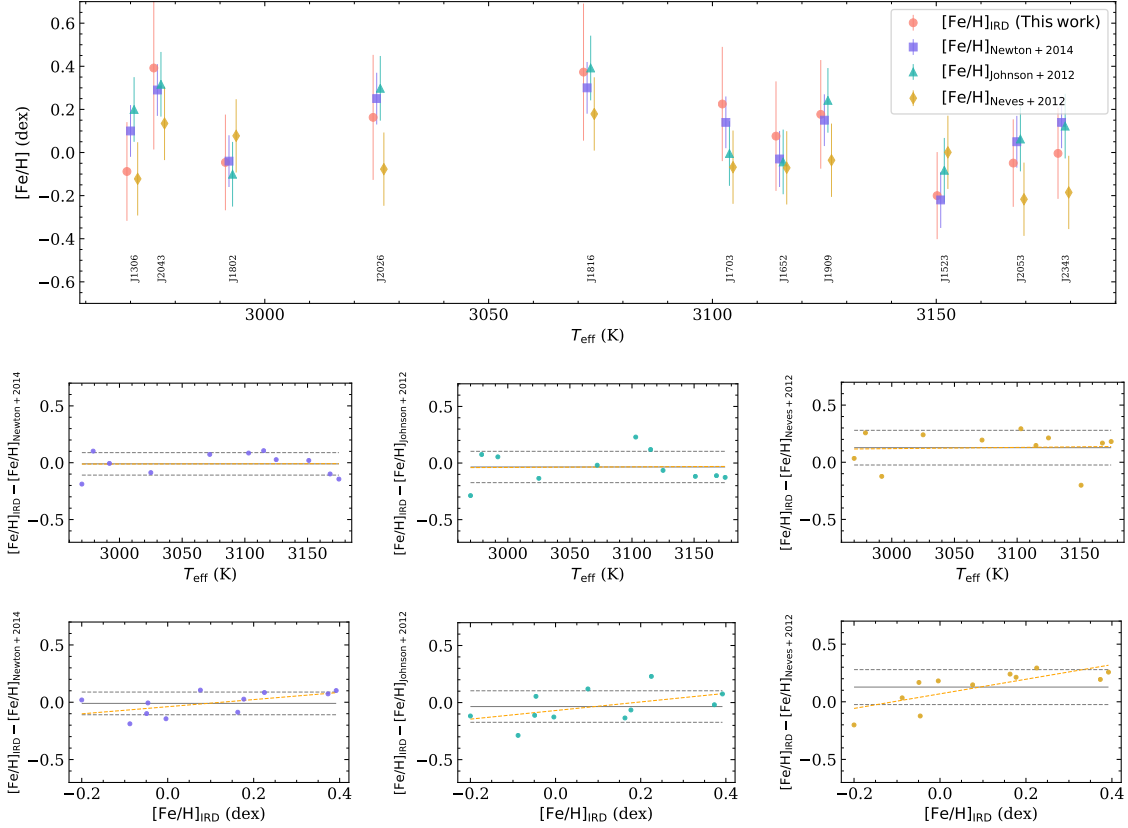 [Fe/H]IRD (This work)
[Fe/H]Newton+2014
[Fe/H]Johnson+2012
[Fe/H]Neves+2012
[Fe/H] (dex)
0.6
0.4
0.2
0.0
−0.2
−0.4
−0.6
J1306
J2043
J1802
J2026
J1816
J1703
J1652
J1909
J1523
J2053
J2343
3000
3050
3100
3150
Teff (K)
[Fe/H]IRD − [Fe/H]Newton+2014
0.5
0.0
−0.5
3000
3050
3100
3150
Teff (K)
[Fe/H]IRD − [Fe/H]Johnson+2012
0.5
0.0
−0.5
3000
3050
3100
3150
Teff (K)
[Fe/H]IRD − [Fe/H]Neves+2012
0.5
0.0
−0.5
3000
3050
3100
3150
Teff (K)
[Fe/H]IRD − [Fe/H]Newton+2014
0.5
0.0
−0.5
−0.2
0.0
0.2
0.4
[Fe/H]IRD (dex)
[Fe/H]IRD − [Fe/H]Johnson+2012
0.5
0.0
−0.5
−0.2
0.0
0.2
0.4
[Fe/H]IRD (dex)
[Fe/H]IRD − [Fe/H]Neves+2012
0.5
0.0
−0.5
−0.2
0.0
0.2
0.4
[Fe/H]IRD (dex)